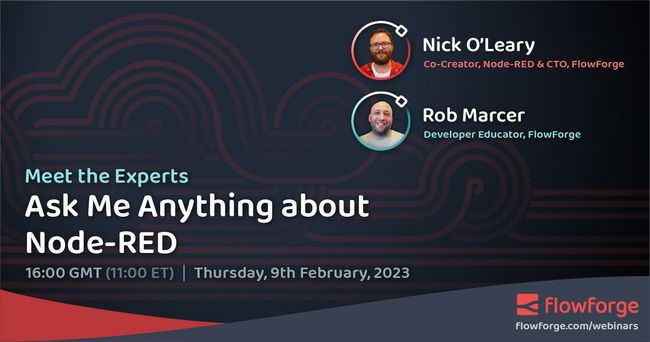 Nick O'Leary
Co-Creator, Node-RED & CTO, FlowForge
Rob Marcer
Developer Educator, FlowForge
Meet the Experts
Ask Me Anything about
Node-RED
16:00 GMT (11:00 ET) | Thursday, 9th February, 2023
flowforge
flowforge.com/webinars